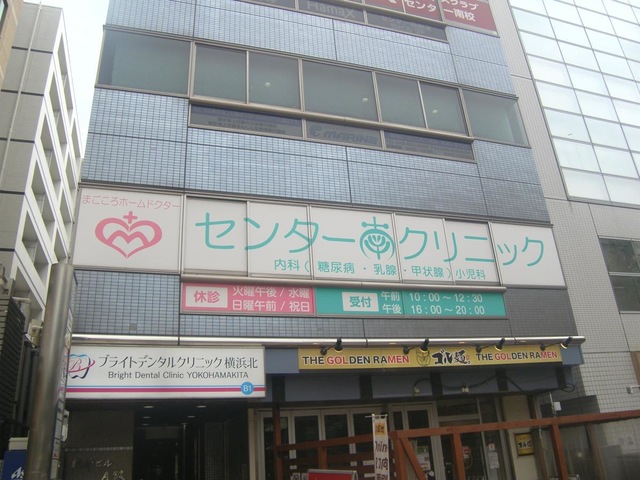 センター南校
まごころホームドクター
センター南クリニック
内科(糖尿病・乳腺・甲状腺)小児科
休診 火曜午後/水曜
日曜午前/祝日
受付 午前 10:00〜12:30
午後 16:00〜20:00
THE GOLDEN RAMEN ゴル麺 THE GOLDEN RAMEN
ブライトデンタルクリニック横浜北
Bright Dental Clinic YOKOHAMAKITA
B1